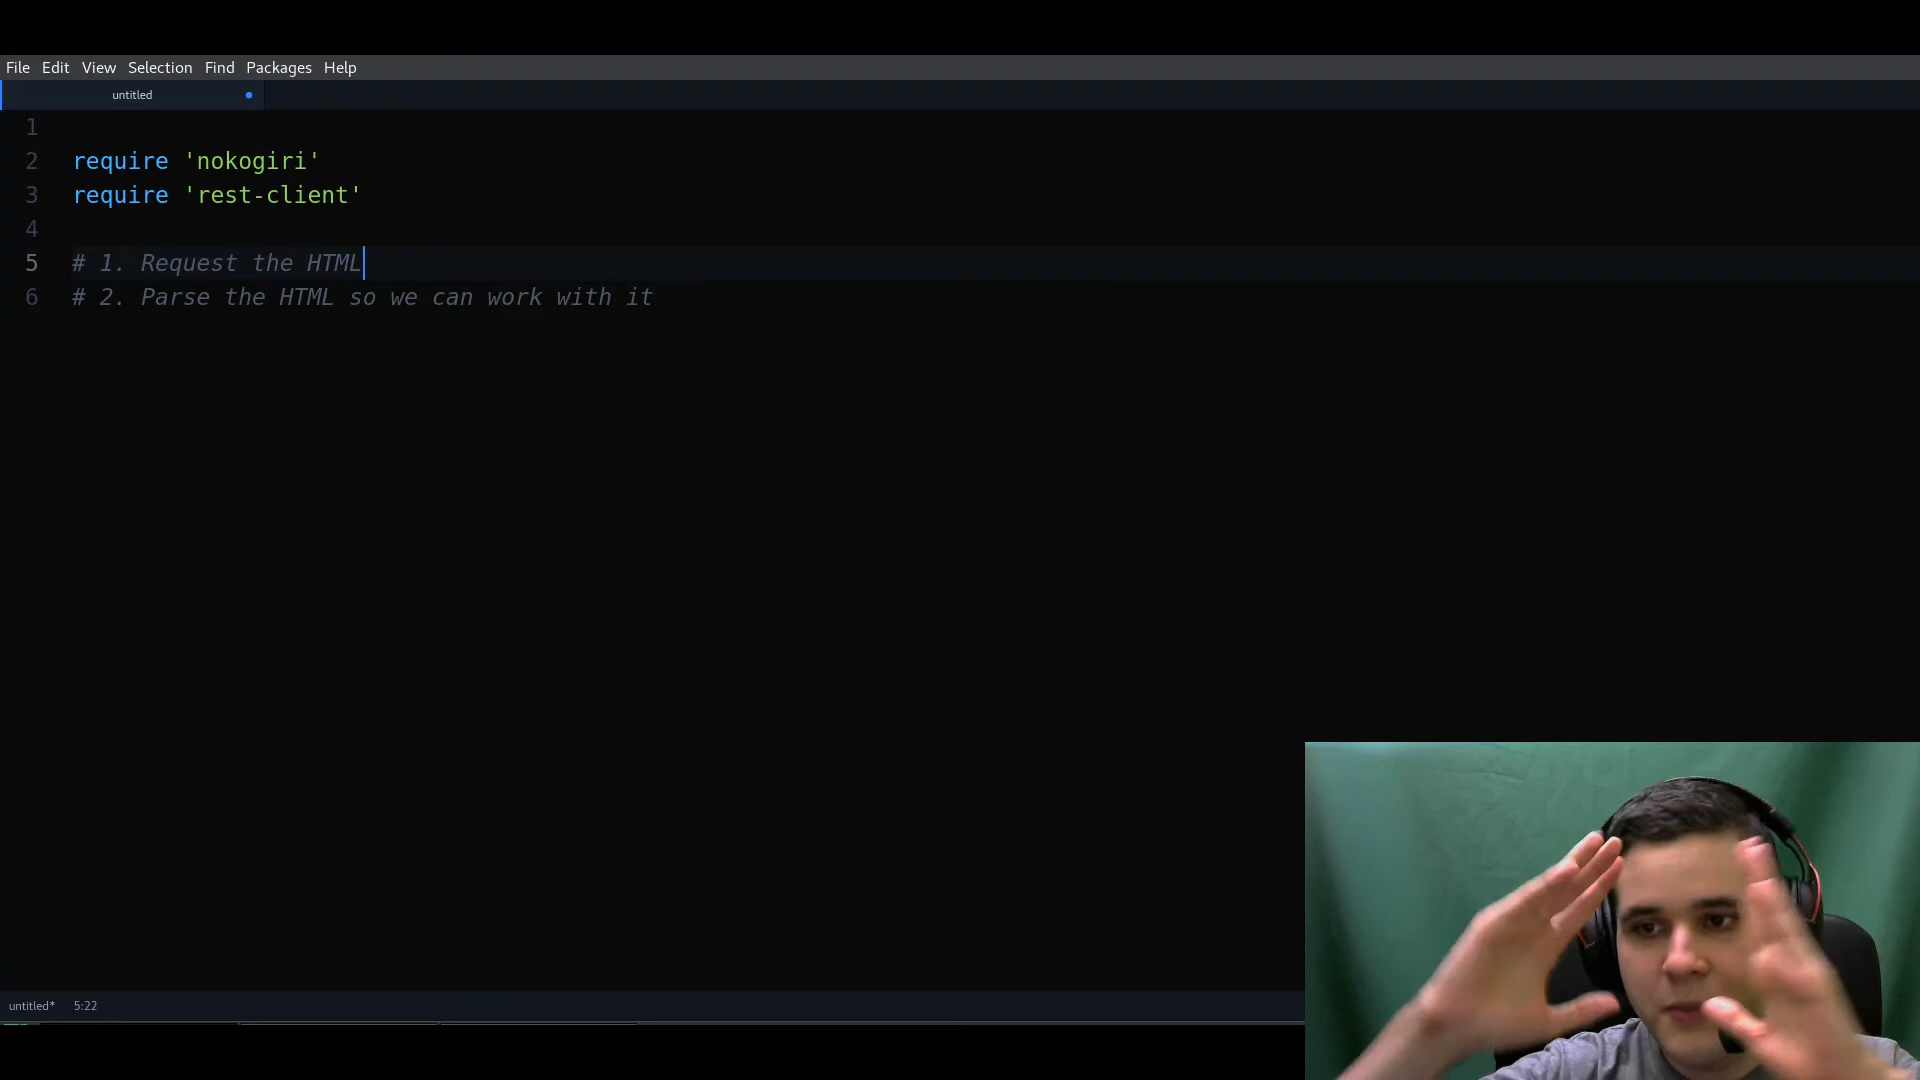 File Edit View Selection Find Packages Help
untitled
1
2 require 'nokogiri'
3 require 'rest-client'
4
5 # 1. Request the HTML
6 # 2. Parse the HTML so we can work with it
untitled* 5:22